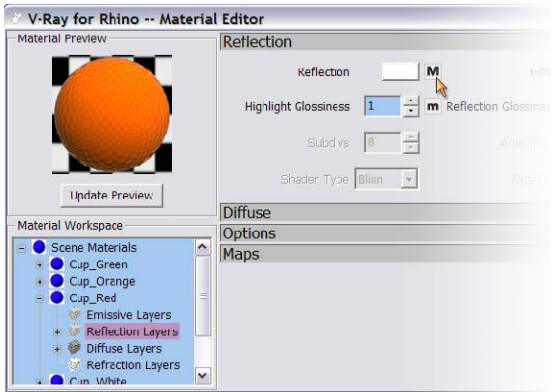 V-Ray for Rhino -- Material Editor
Material Preview
Reflection
Reflection M
Highlight Glossiness 1 m Reflection Glossiness
Subdivs 8
Shader Type Blinn
Update Preview
Diffuse
Options
Maps
Material Workspace
Scene Materials
Cup_Green
Cup_Orange
Cup_Red
Emissive Layers
Reflection Layers
Diffuse Layers
Refraction Layers
Cup_White